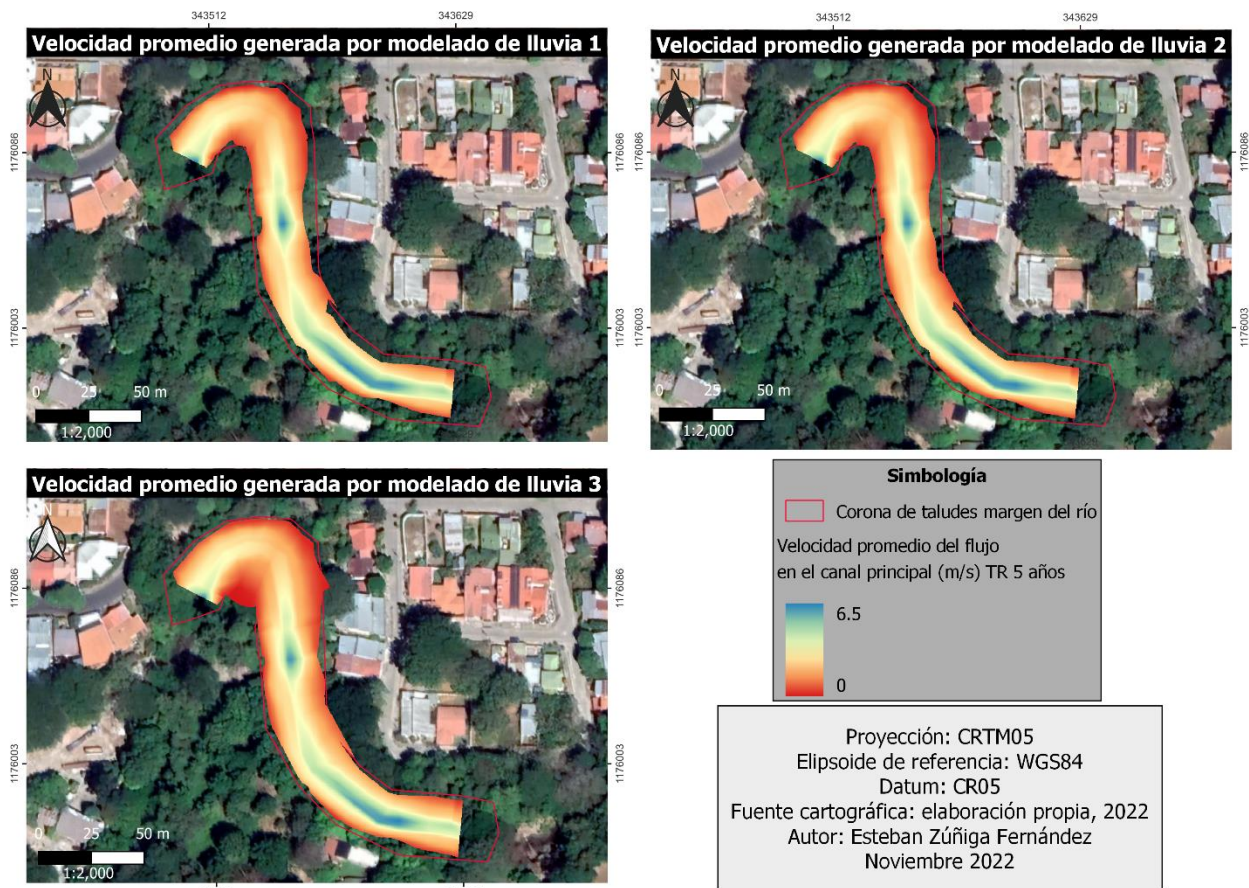 343512
343629
343512
343629
Velocidad promedio generada por modelado de lluvia 1
Velocidad promedio generada por modelado de lluvia 2
N
N
1176086
1176086
1176086
1176003
1176003
1176003
0 25 50 m
1:2,000
0 25 50 m
1:2,000
Velocidad promedio generada por modelado de lluvia 3
N
1176086
1176086
1176003
1176003
0 25 50 m
1:2,000
Simbología
Corona de taludes margen del río
Velocidad promedio del flujo
en el canal principal (m/s) TR 5 años
6.5
0
Proyección: CRTM05
Elipsoide de referencia: WGS84
Datum: CR05
Fuente cartográfica: elaboración propia, 2022
Autor: Esteban Zúñiga Fernández
Noviembre 2022